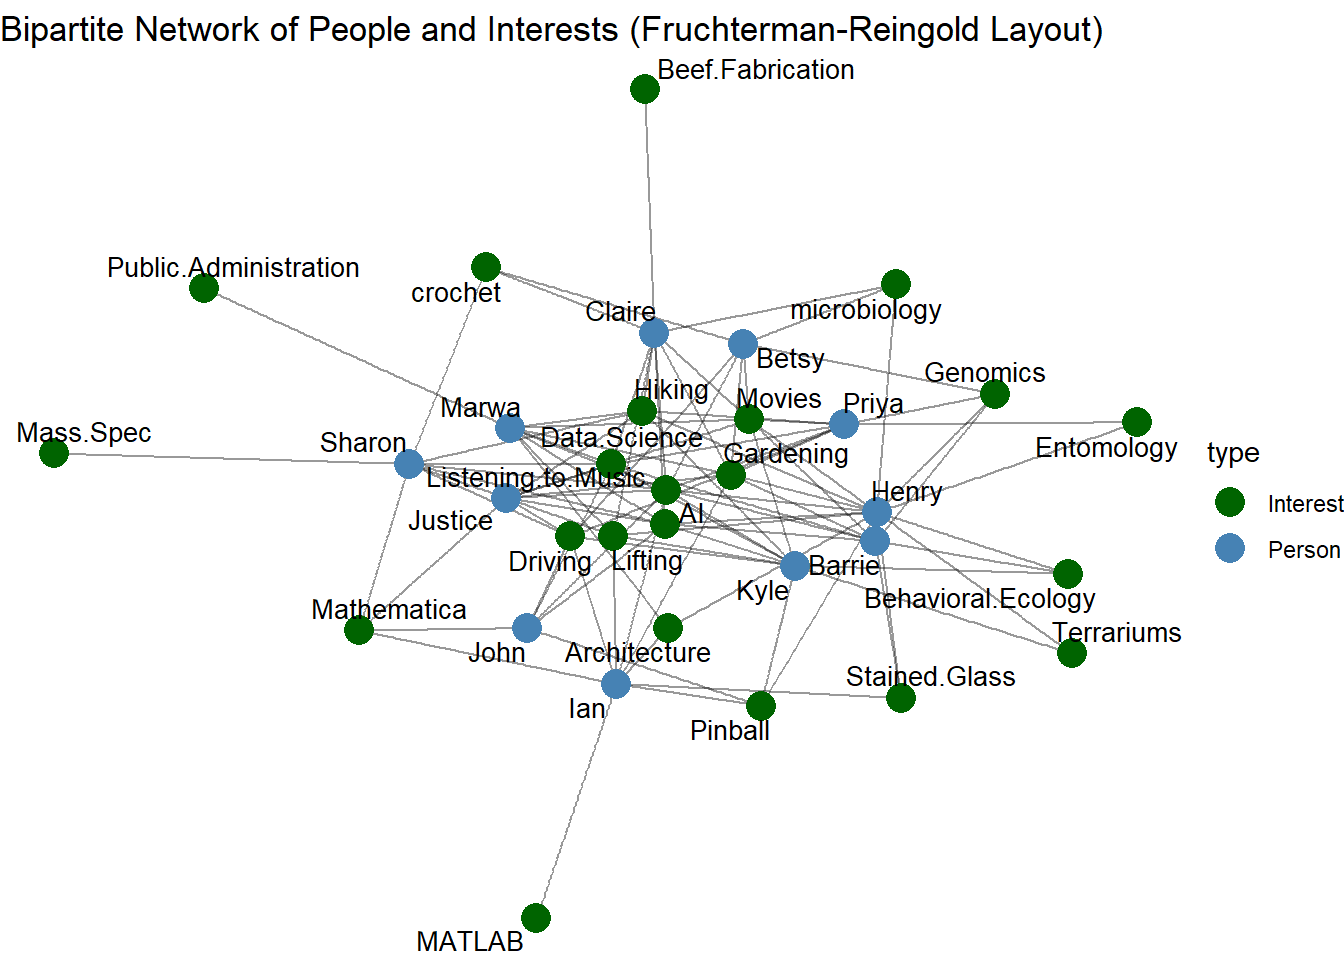 Bipartite Network of People and Interests (Fruchterman-Reingold Layout)
Beef.Fabrication
Public.Administration
crochet
Claire
microbiology
Betsy
Genomics
Hiking
Movies
Priya
Marwa
Mass.Spec
Sharon
Data.Science
Gardening
Entomology
type
Listening.to.Music
Henry
Interest
Justice
AI
Driving
Lifting
Barrie
Person
Kyle
Behavioral.Ecology
Mathematica
Terrariums
John
Architecture
Stained.Glass
Ian
Pinball
MATLAB